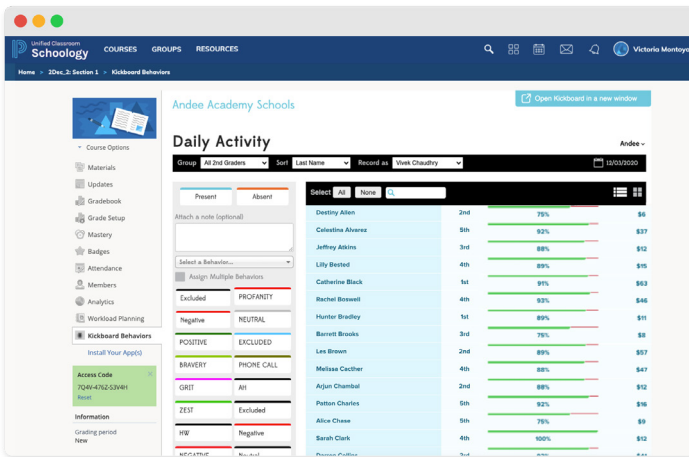 Unified Classroom
Schoology
COURSES GROUPS RESOURCES
Victoria Montoya
Home > 2Dec_2: Section 1 > Kickboard Behaviors
Course Options
Materials
Updates
Gradebook
Grade Setup
Mastery
Badges
Attendance
Members
Analytics
Workload Planning
Kickboard Behaviors
Install Your App(s)
Access Code
7Q4V-476Z-S3V4H
Reset
Information
Grading period
New
Andee Academy Schools
Open Kickboard in a new window
Daily Activity
Andee
Group All 2nd Graders Sort Last Name Record as Vivek Chaudhry 12/03/2020
Present Absent
Attach a note (optional)
Select a Behavior...
Assign Multiple Behaviors
Excluded PROFANITY
Negative NEUTRAL
POSITIVE EXCLUDED
BRAVERY PHONE CALL
GRIT AH
ZEST Excluded
HW Negative
NEGATIVE Neutral
Select All None
Destiny Allen 2nd 75% $6
Celestina Alvarez 5th 92% $37
Jeffrey Atkins 3rd 88% $12
Lilly Bested 4th 89% $15
Catherine Black 1st 91% $63
Rachel Boswell 4th 93% $46
Hunter Bradley 1st 89% $11
Barrett Brooks 3rd 75% $8
Les Brown 2nd 89% $57
Melissa Cacther 4th 88% $47
Arjun Chambal 2nd 98% $12
Patton Charles 5th 92% $16
Alice Chase 5th 75% $9
Sarah Clark 4th 100% $12